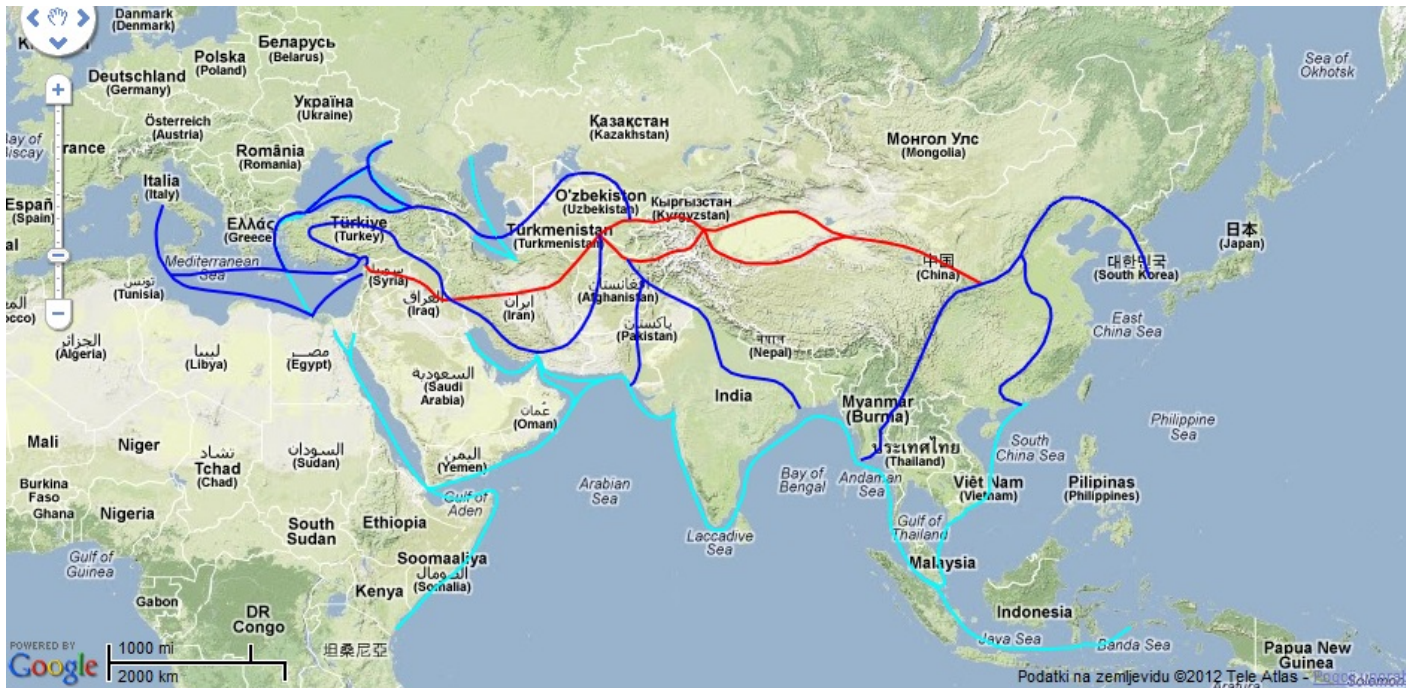 Danmark
(Denmark)
Беларусь
(Belarus)
Polska
(Poland)
Deutschland
(Germany)
Sea of
Okhotsk
Україна
(Ukraine)
Österreich
(Austria)
Қазақстан
(Kazakhstan)
Монгол Улс
(Mongolia)
Bay of
Biscay
rance
România
(Romania)
Italia
(Italy)
Españ
(Spain)
al
Ελλάς
(Greece
Türkiye
(Turkey)
O'zbekiston
(Uzbekistan)
Кыргызстан
(Kyrgyzstan)
Turkmenistan
(Turkmenistan)
日本
(Japan)
Mediterranean
Sea
(Syria)
中国
(China)
대한민국
(South Korea)
تونس
(Tunisia)
العراق
(Iraq)
ایران
(Iran)
افغانستان
(Afghanistan)
occo)
الجزائر
(Algeria)
ليبيا
(Libya)
مصر
(Egypt)
پاکستان
(Pakistan)
नेपाल
(Nepal)
East
China Sea
السعودية
(Saudi
Arabia)
India
Myanmar
(Burma)
عُمان
(Oman)
Philippine
Sea
Mali
Niger
تشاد
Tchad
(Chad)
السودان
(Sudan)
اليمن
(Yemen)
ประเทศไทย
(Thailand)
South
China Sea
Burkina
Faso
Ghana
Nigeria
Gulf of
Aden
Arabian
Sea
Bay of
Bengal
Andaman
Sea
Việt Nam
(Vietnam)
Pilipinas
(Philippines)
South
Sudan
Ethiopia
Gulf of
Thailand
Laccadive
Sea
Gulf of
Guinea
Soomaaliya
الصومال
(Somalia)
Malaysia
Gabon
DR
Congo
Kenya
Indonesia
坦桑尼亞
Java Sea
Banda Sea
Papua New
Guinea
POWERED BY
Google
1000 mi
2000 km
Podatki na zemljevidu ©2012 Tele Atlas -